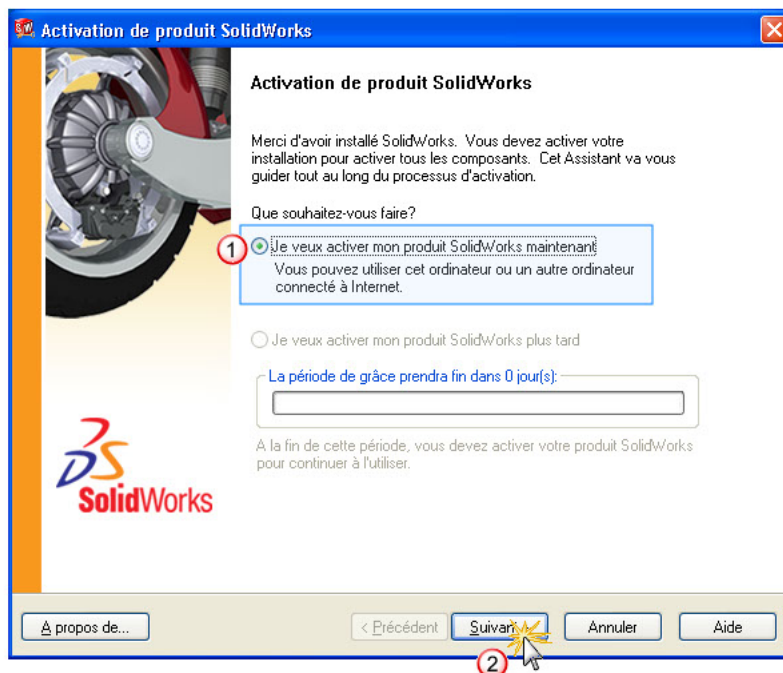 Activation de produit SolidWorks
Activation de produit SolidWorks
Merci d'avoir installé SolidWorks. Vous devez activer votre
installation pour activer tous les composants. Cet Assistant va vous
guider tout au long du processus d'activation.
Que souhaitez-vous faire?
1
Je veux activer mon produit SolidWorks maintenant
Vous pouvez utiliser cet ordinateur ou un autre ordinateur
connecté à Internet.
Je veux activer mon produit SolidWorks plus tard
La période de grâce prendra fin dans 0 jour(s):
A la fin de cette période, vous devez activer votre produit SolidWorks
pour continuer à l'utiliser.
SolidWorks
A propos de...
< Précédent
Suivan
Annuler
Aide
2